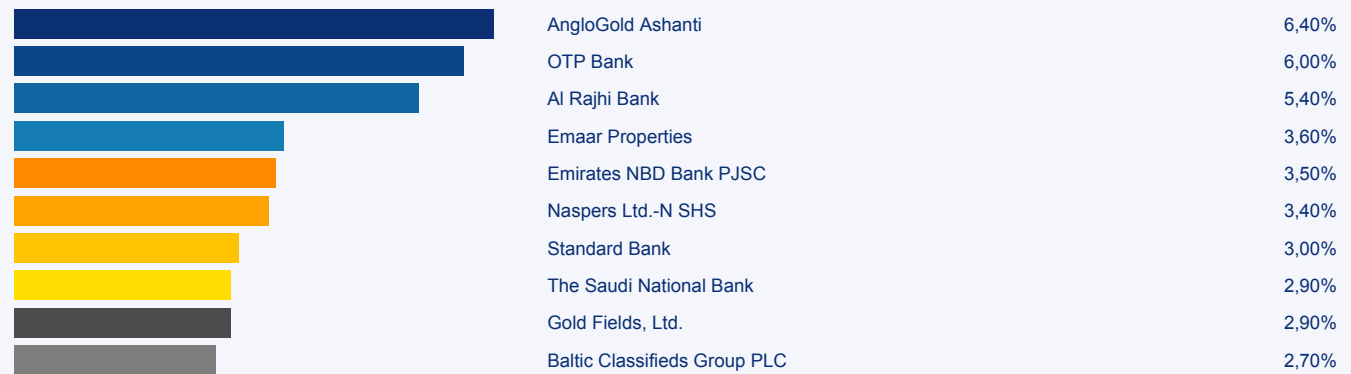 AngloGold Ashanti 6,40%
OTP Bank 6,00%
Al Rajhi Bank 5,40%
Emaar Properties 3,60%
Emirates NBD Bank PJSC 3,50%
Naspers Ltd.-N SHS 3,40%
Standard Bank 3,00%
The Saudi National Bank 2,90%
Gold Fields, Ltd. 2,90%
Baltic Classifieds Group PLC 2,70%